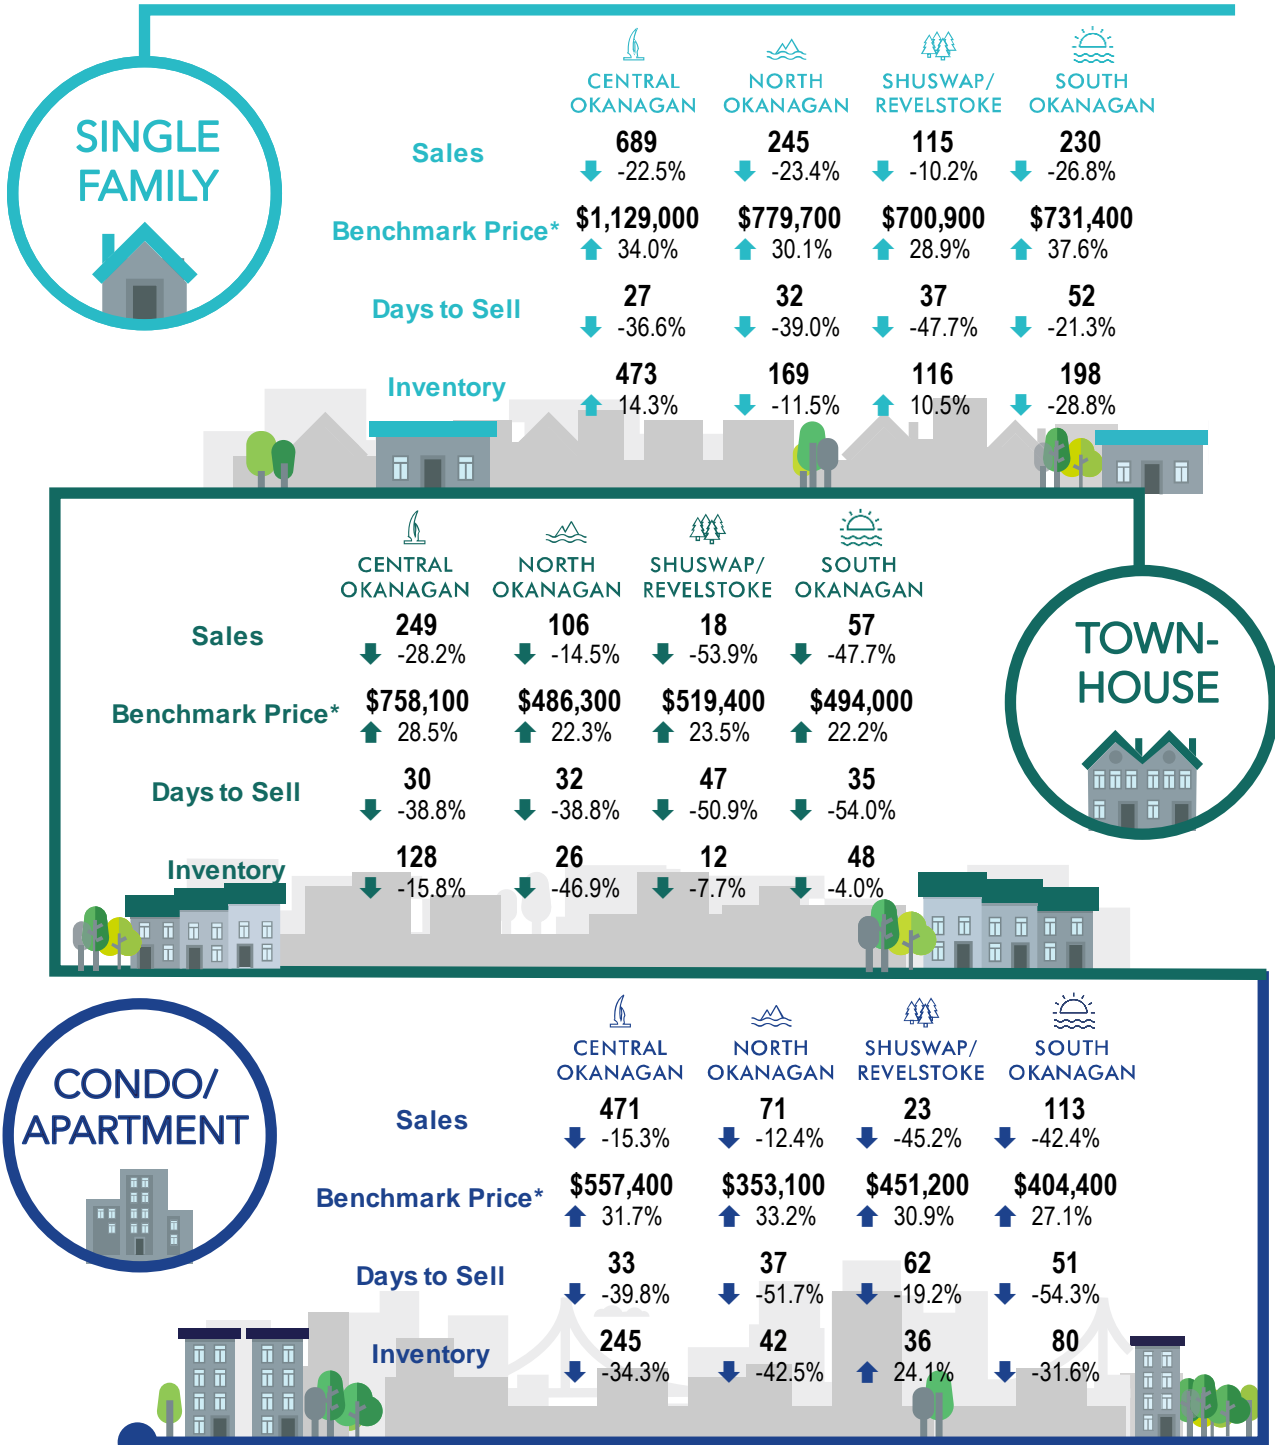 SINGLE
FAMILY
CENTRAL OKANAGAN NORTH OKANAGAN SHUSWAP/ REVELSTOKE SOUTH OKANAGAN
Sales 689 245 115 230
-22.5% -23.4% -10.2% -26.8%
Benchmark Price* $1,129,000 $779,700 $700,900 $731,400
34.0% 30.1% 28.9% 37.6%
Days to Sell 27 32 37 52
-36.6% -39.0% -47.7% -21.3%
Inventory 473 169 116 198
14.3% -11.5% 10.5% -28.8%
TOWN-
HOUSE
CENTRAL OKANAGAN NORTH OKANAGAN SHUSWAP/ REVELSTOKE SOUTH OKANAGAN
Sales 249 106 18 57
-28.2% -14.5% -53.9% -47.7%
Benchmark Price* $758,100 $486,300 $519,400 $494,000
28.5% 22.3% 23.5% 22.2%
Days to Sell 30 32 47 35
-38.8% -38.8% -50.9% -54.0%
Inventory 128 26 12 48
-15.8% -46.9% -7.7% -4.0%
CONDO/
APARTMENT
CENTRAL OKANAGAN NORTH OKANAGAN SHUSWAP/ REVELSTOKE SOUTH OKANAGAN
Sales 471 71 23 113
-15.3% -12.4% -45.2% -42.4%
Benchmark Price* $557,400 $353,100 $451,200 $404,400
31.7% 33.2% 30.9% 27.1%
Days to Sell 33 37 62 51
-39.8% -51.7% -19.2% -54.3%
Inventory 245 42 36 80
-34.3% -42.5% 24.1% -31.6%